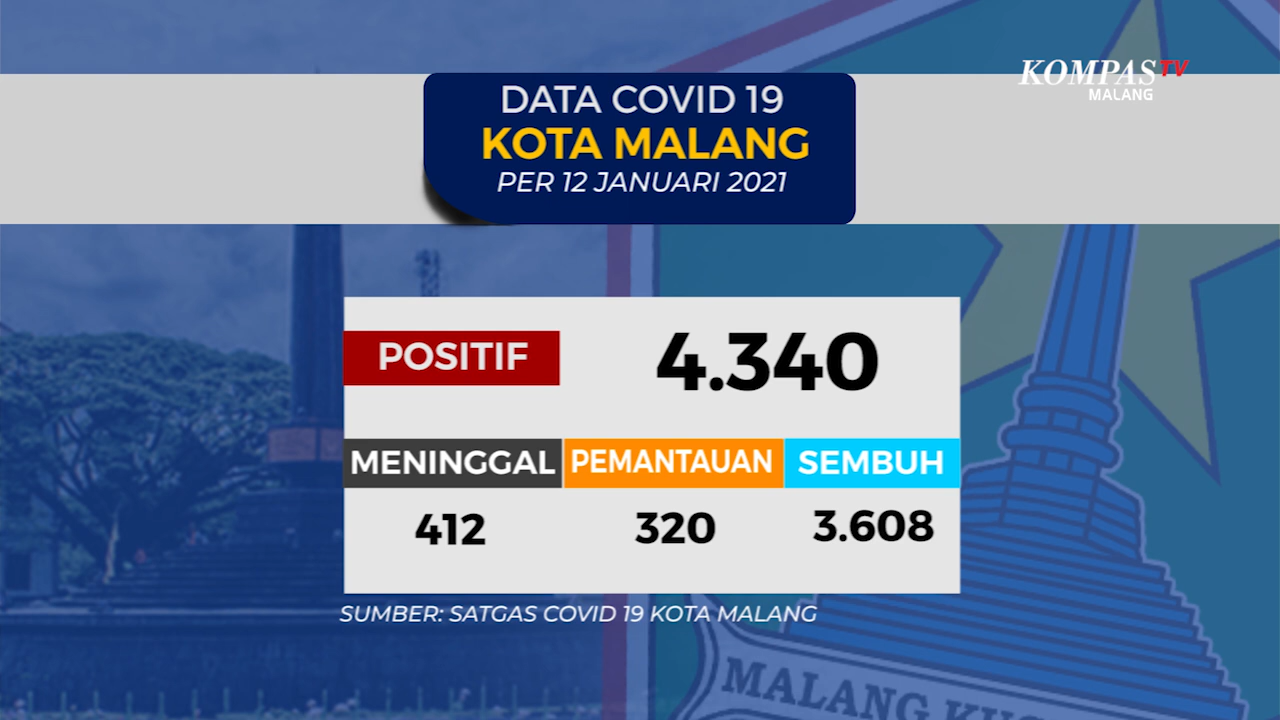 KOMPAS TV
MALANG
DATA COVID 19
KOTA MALANG
PER 12 JANUARI 2021
POSITIF
4.340
MENINGGAL PEMANTAUAN SEMBUH
412 320 3.608
SUMBER: SATGAS COVID 19 KOTA MALANG
MALANG